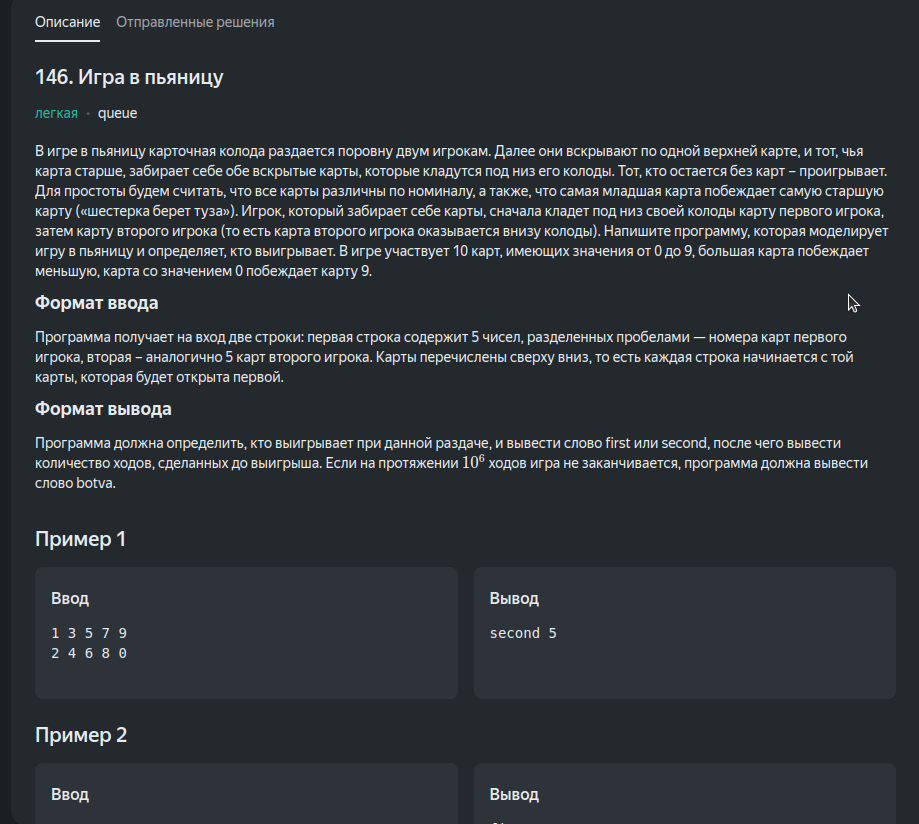 Описание Отправленные решения
146. Игра в пьяницу
легкая · queue
В игре в пьяницу карточная колода раздается поровну двум игрокам. Далее они вскрывают по одной верхней карте, и тот, чья
карта старше, забирает себе обе вскрытые карты, которые кладутся под низ его колоды. Тот, кто остается без карт – проигрывает.
Для простоты будем считать, что все карты различны по номиналу, а также, что самая младшая карта побеждает самую старшую
карту («шестерка берет туза»). Игрок, который забирает себе карты, сначала кладет под низ своей колоды карту первого игрока,
затем карту второго игрока (то есть карта второго игрока оказывается внизу колоды). Напишите программу, которая моделирует
игру в пьяницу и определяет, кто выигрывает. В игре участвует 10 карт, имеющих значения от 0 до 9, большая карта побеждает
меньшую, карта со значением 0 побеждает карту 9.
Формат ввода
Программа получает на вход две строки: первая строка содержит 5 чисел, разделенных пробелами — номера карт первого
игрока, вторая – аналогично 5 карт второго игрока. Карты перечислены сверху вниз, то есть каждая строка начинается с той
карты, которая будет открыта первой.
Формат вывода
Программа должна определить, кто выигрывает при данной раздаче, и вывести слово first или second, после чего вывести
количество ходов, сделанных до выигрыша. Если на протяжении 10⁶ ходов игра не заканчивается, программа должна вывести
слово botva.
Пример 1
Ввод
1 3 5 7 9
2 4 6 8 0
Вывод
second 5
Пример 2
Ввод
Вывод